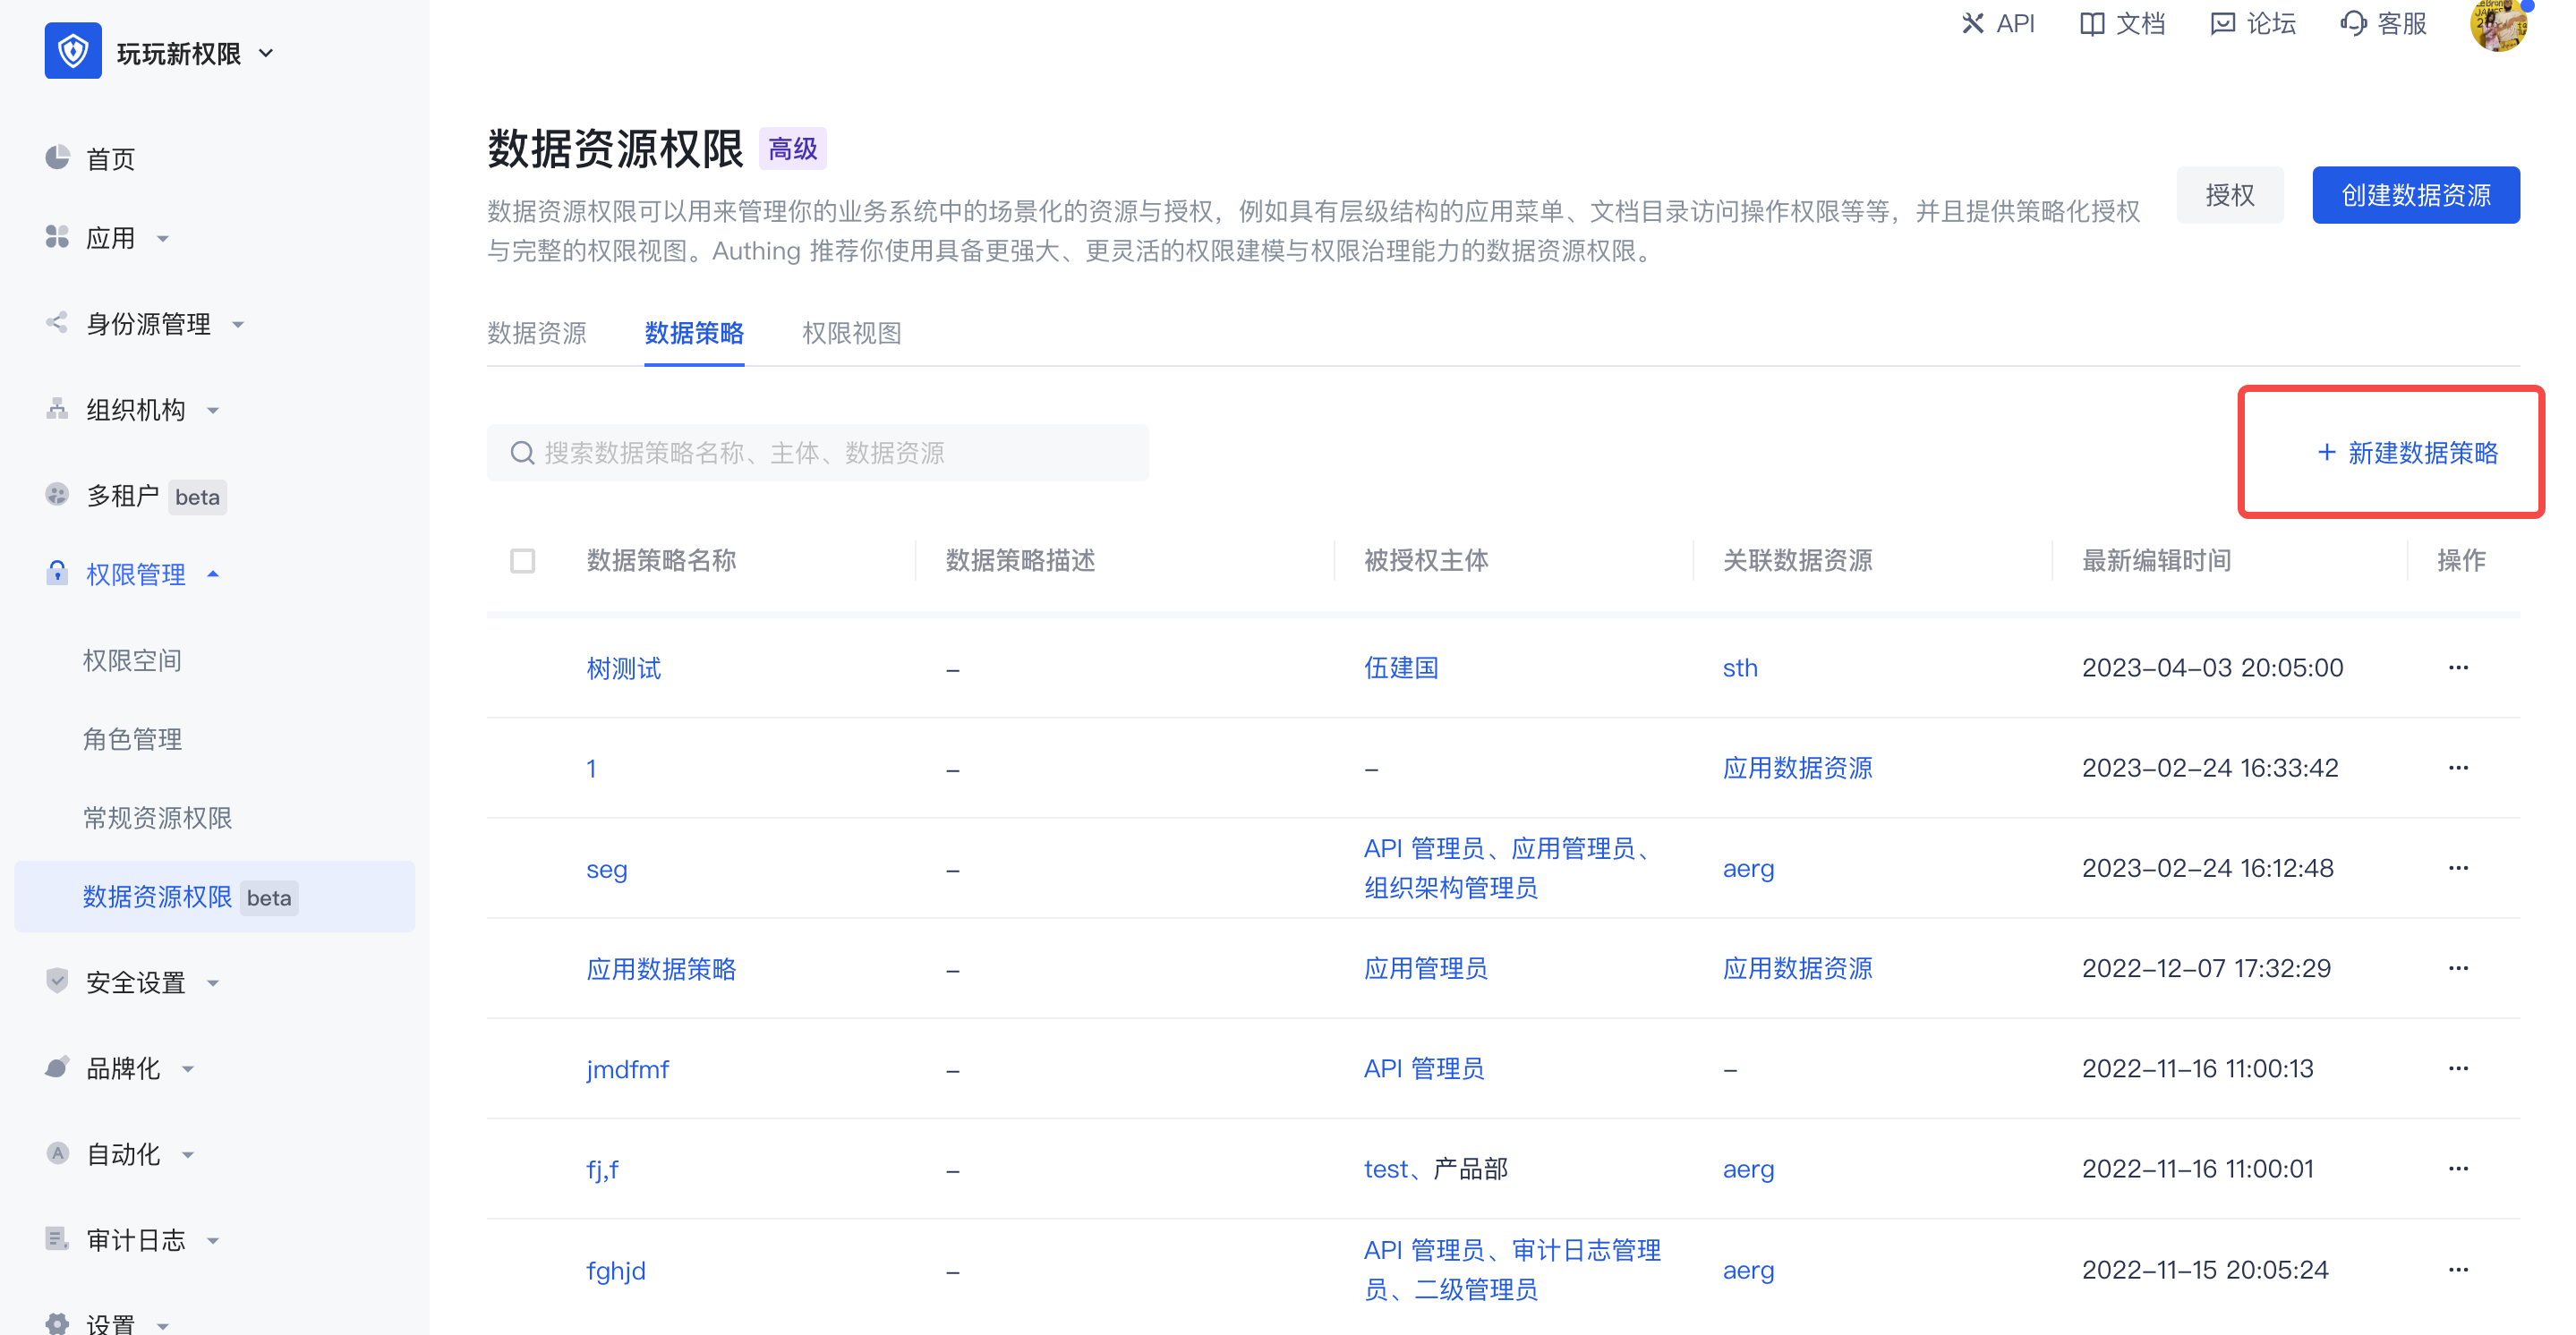 玩玩新权限
API 文档 论坛 客服
首页
应用
身份源管理
组织机构
多租户 beta
权限管理
权限空间
角色管理
常规资源权限
数据资源权限 beta
安全设置
品牌化
自动化
审计日志
设置
数据资源权限 高级
数据资源权限可以用来管理你的业务系统中的场景化的资源与授权，例如具有层级结构的应用菜单、文档目录访问操作权限等等，并且提供策略化授权
与完整的权限视图。Authing 推荐你使用具备更强大、更灵活的权限建模与权限治理能力的数据资源权限。
授权 创建数据资源
数据资源 数据策略 权限视图
搜索数据策略名称、主体、数据资源
+ 新建数据策略
数据策略名称 数据策略描述 被授权主体 关联数据资源 最新编辑时间 操作
树测试 – 伍建国 sth 2023-04-03 20:05:00 ···
1 – – 应用数据资源 2023-02-24 16:33:42 ···
seg – API 管理员、应用管理员、 aerg 2023-02-24 16:12:48 ···
组织架构管理员
应用数据策略 – 应用管理员 应用数据资源 2022-12-07 17:32:29 ···
jmdfmf – API 管理员 – 2022-11-16 11:00:13 ···
fj,f – test、产品部 aerg 2022-11-16 11:00:01 ···
fghjd – API 管理员、审计日志管理 aerg 2022-11-15 20:05:24 ···
员、二级管理员